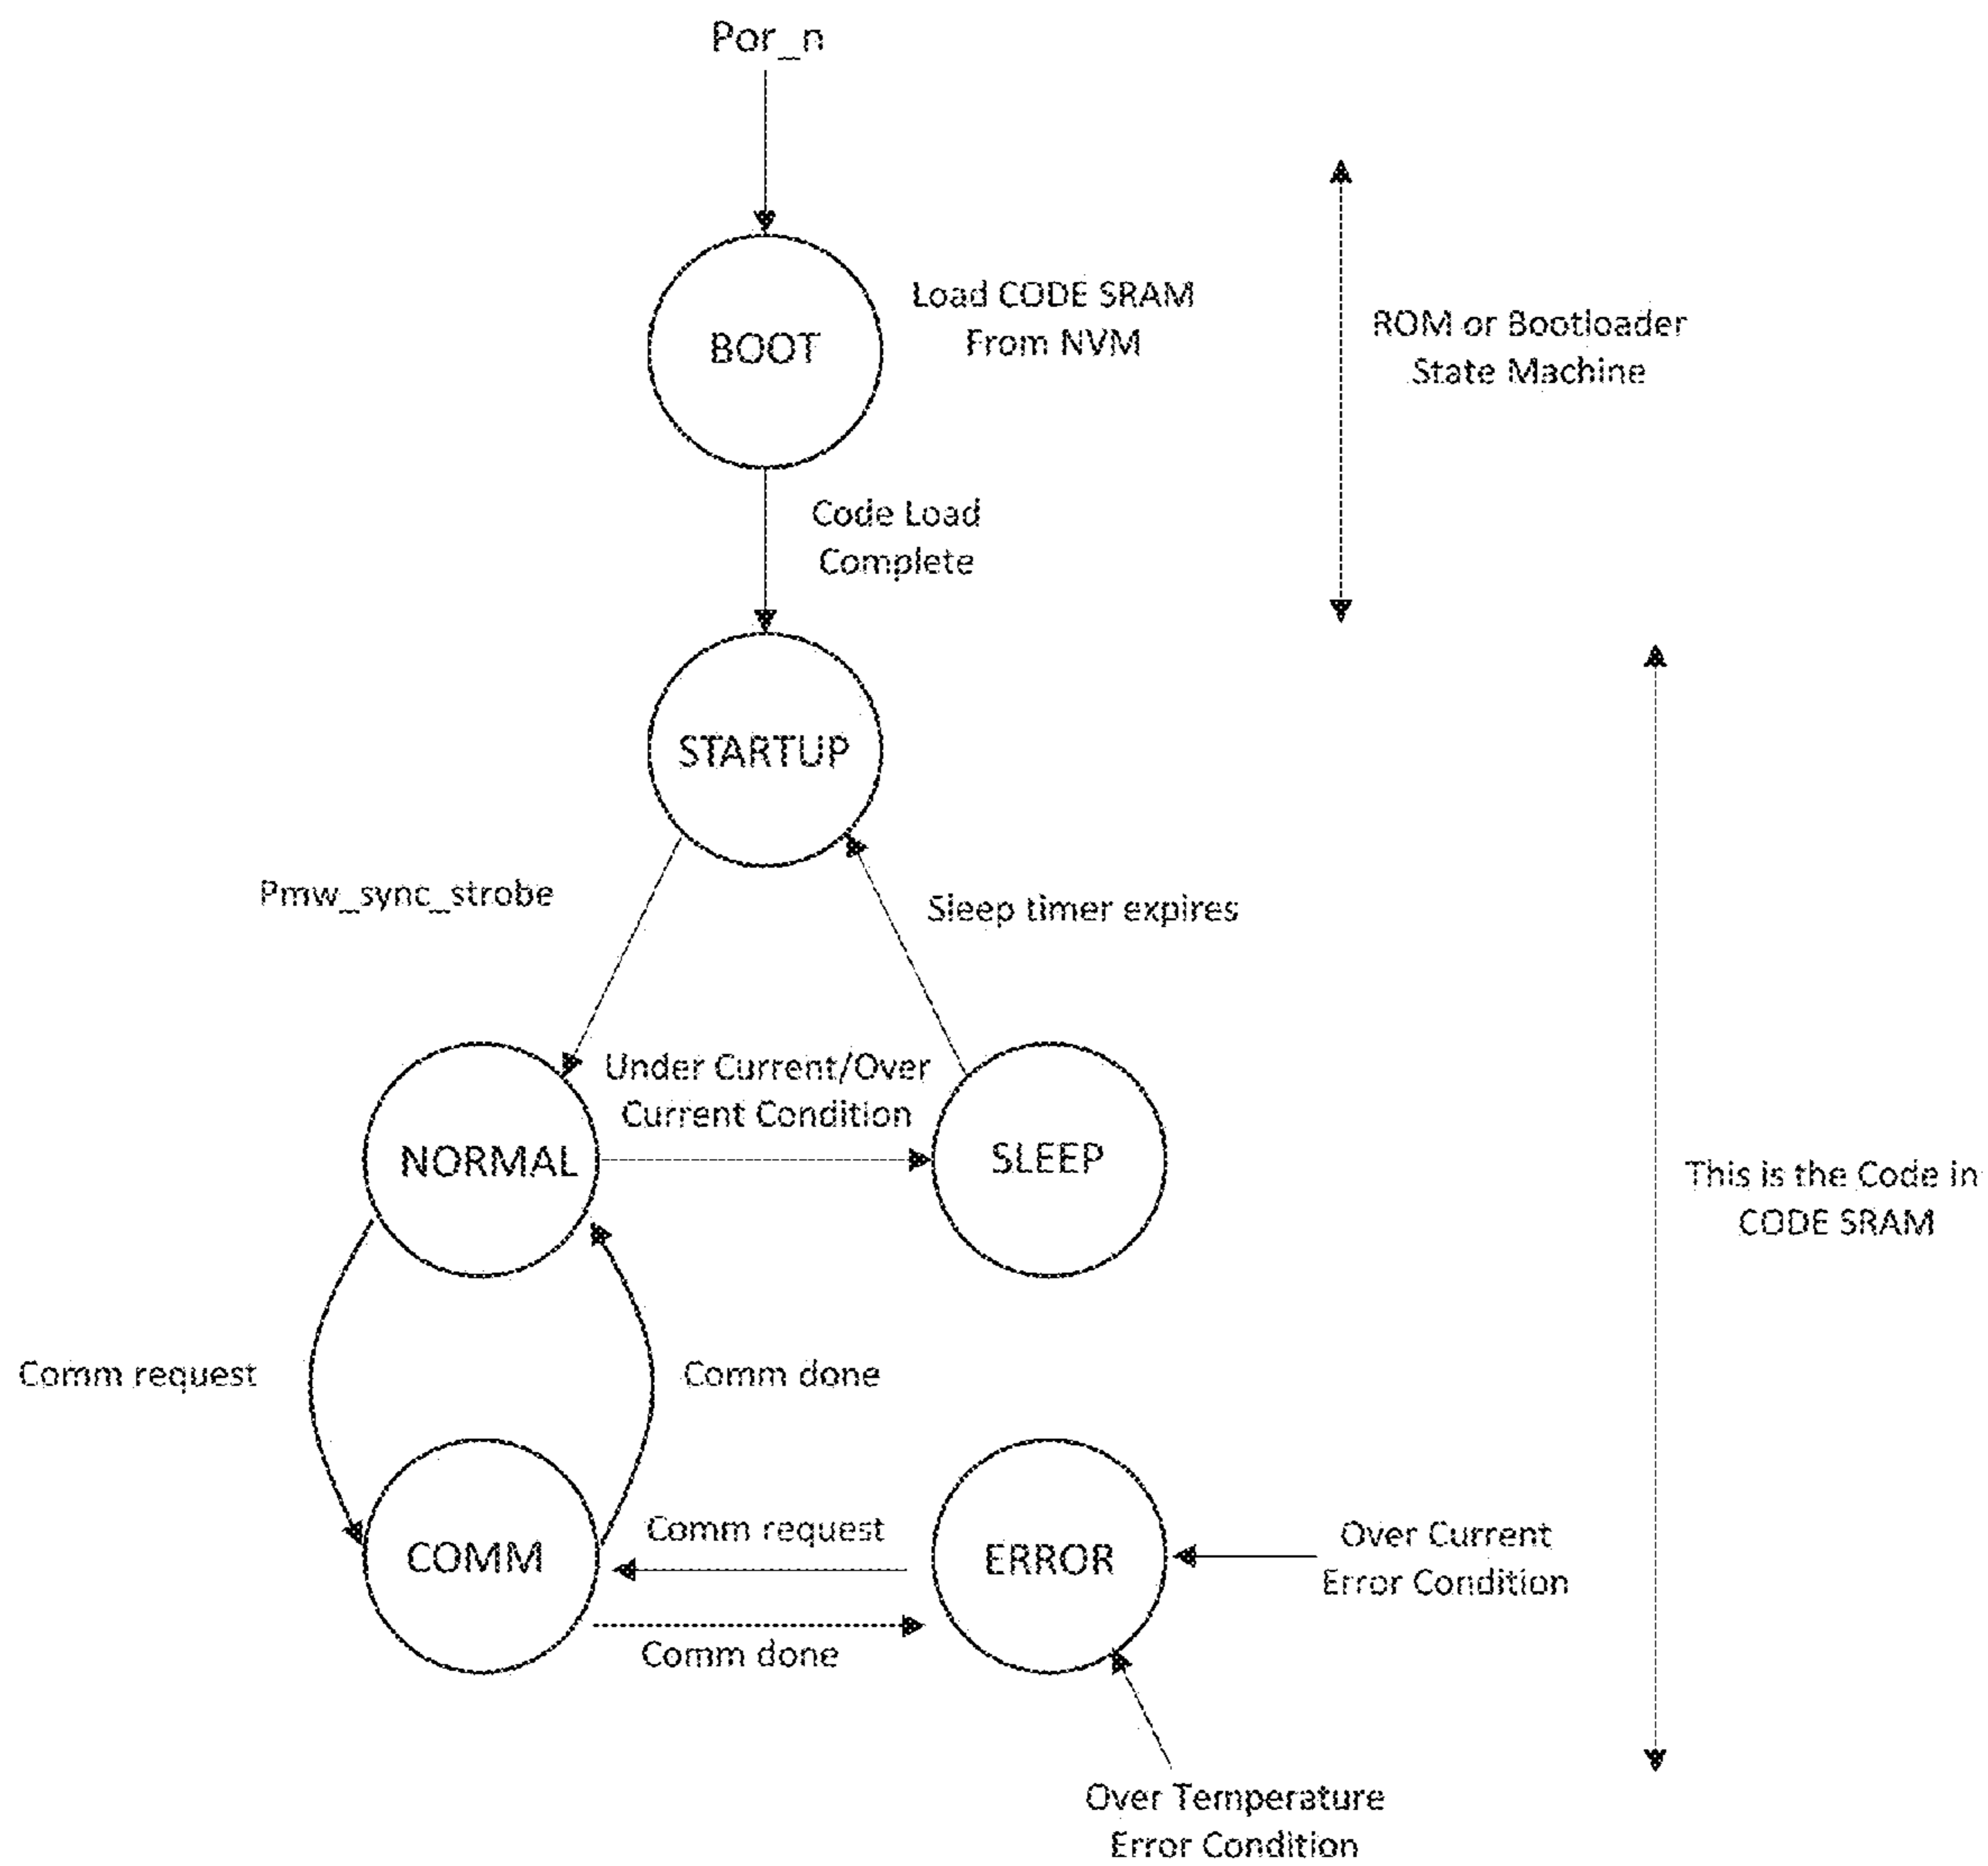 Por_n
Load CODE SRAM
From NVM
BOOT
ROM or Bootloader
State Machine
Code Load
Complete
STARTUP
Pmw_sync_strobe
Sleep timer expires
Under Current/Over
Current Condition
NORMAL
SLEEP
This is the Code in
CODE SRAM
Comm request
Comm done
COMM
Comm request
Comm done
ERROR
Over Current
Error Condition
Over Temperature
Error Condition